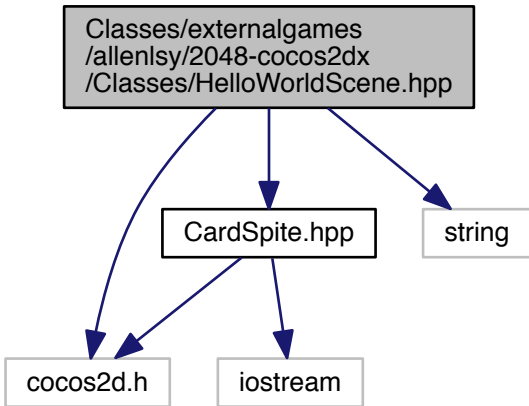 Classes/externalgames
/allenlsy/2048-cocos2dx
/Classes/HelloWorldScene.hpp
CardSpite.hpp
string
cocos2d.h
iostream